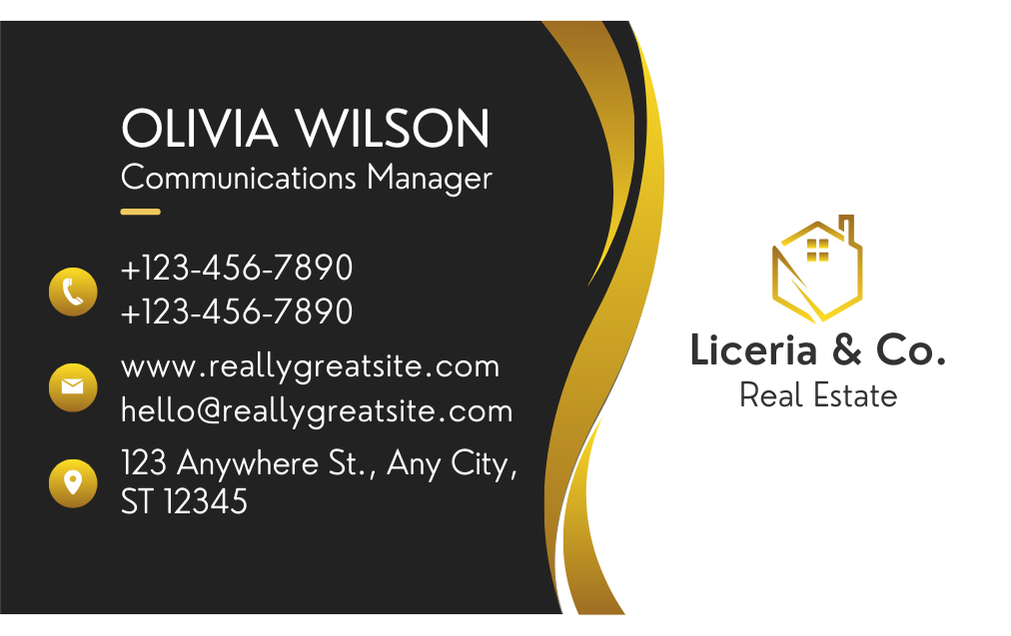 OLIVIA WILSON
Communications Manager
+123-456-7890
+123-456-7890
www.reallygreatsite.com
hello@reallygreatsite.com
123 Anywhere St., Any City,
ST 12345
Liceria & Co.
Real Estate